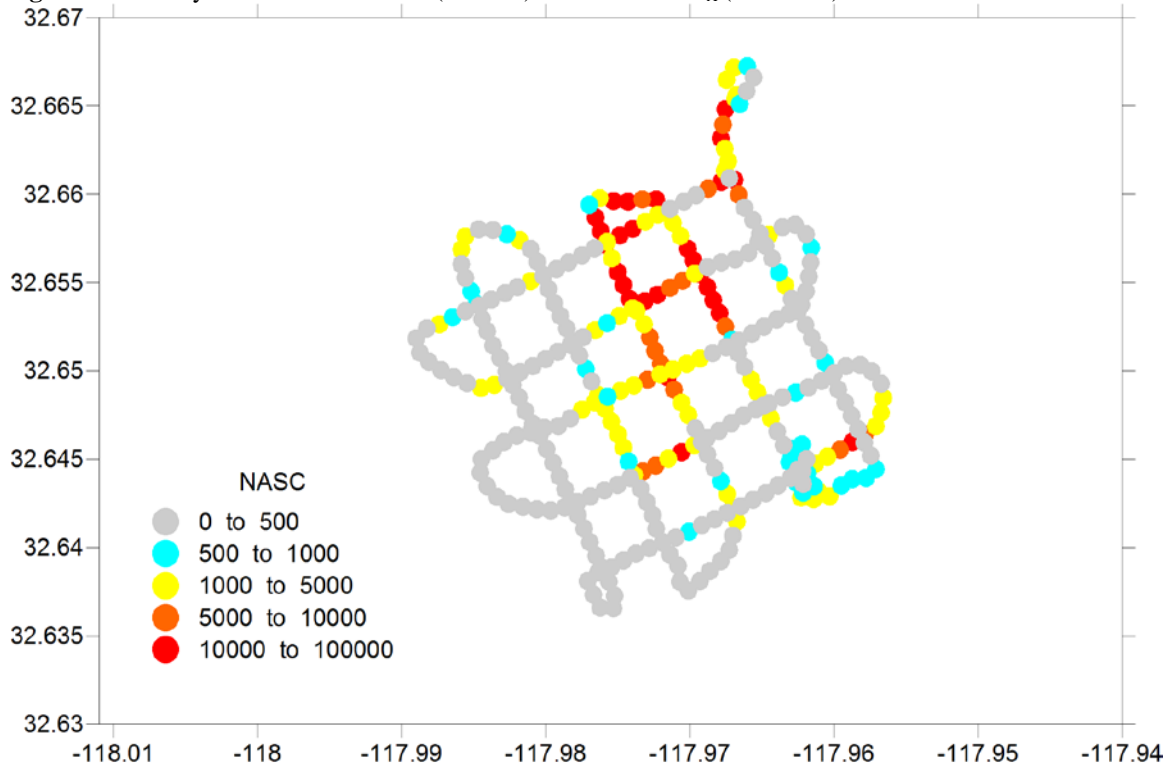 32.67
32.665
32.66
32.655
32.65
32.645
32.64
32.635
32.63
NASC
0 to 500
500 to 1000
1000 to 5000
5000 to 10000
10000 to 100000
-118.01 -118 -117.99 -117.98 -117.97 -117.96 -117.95 -117.94